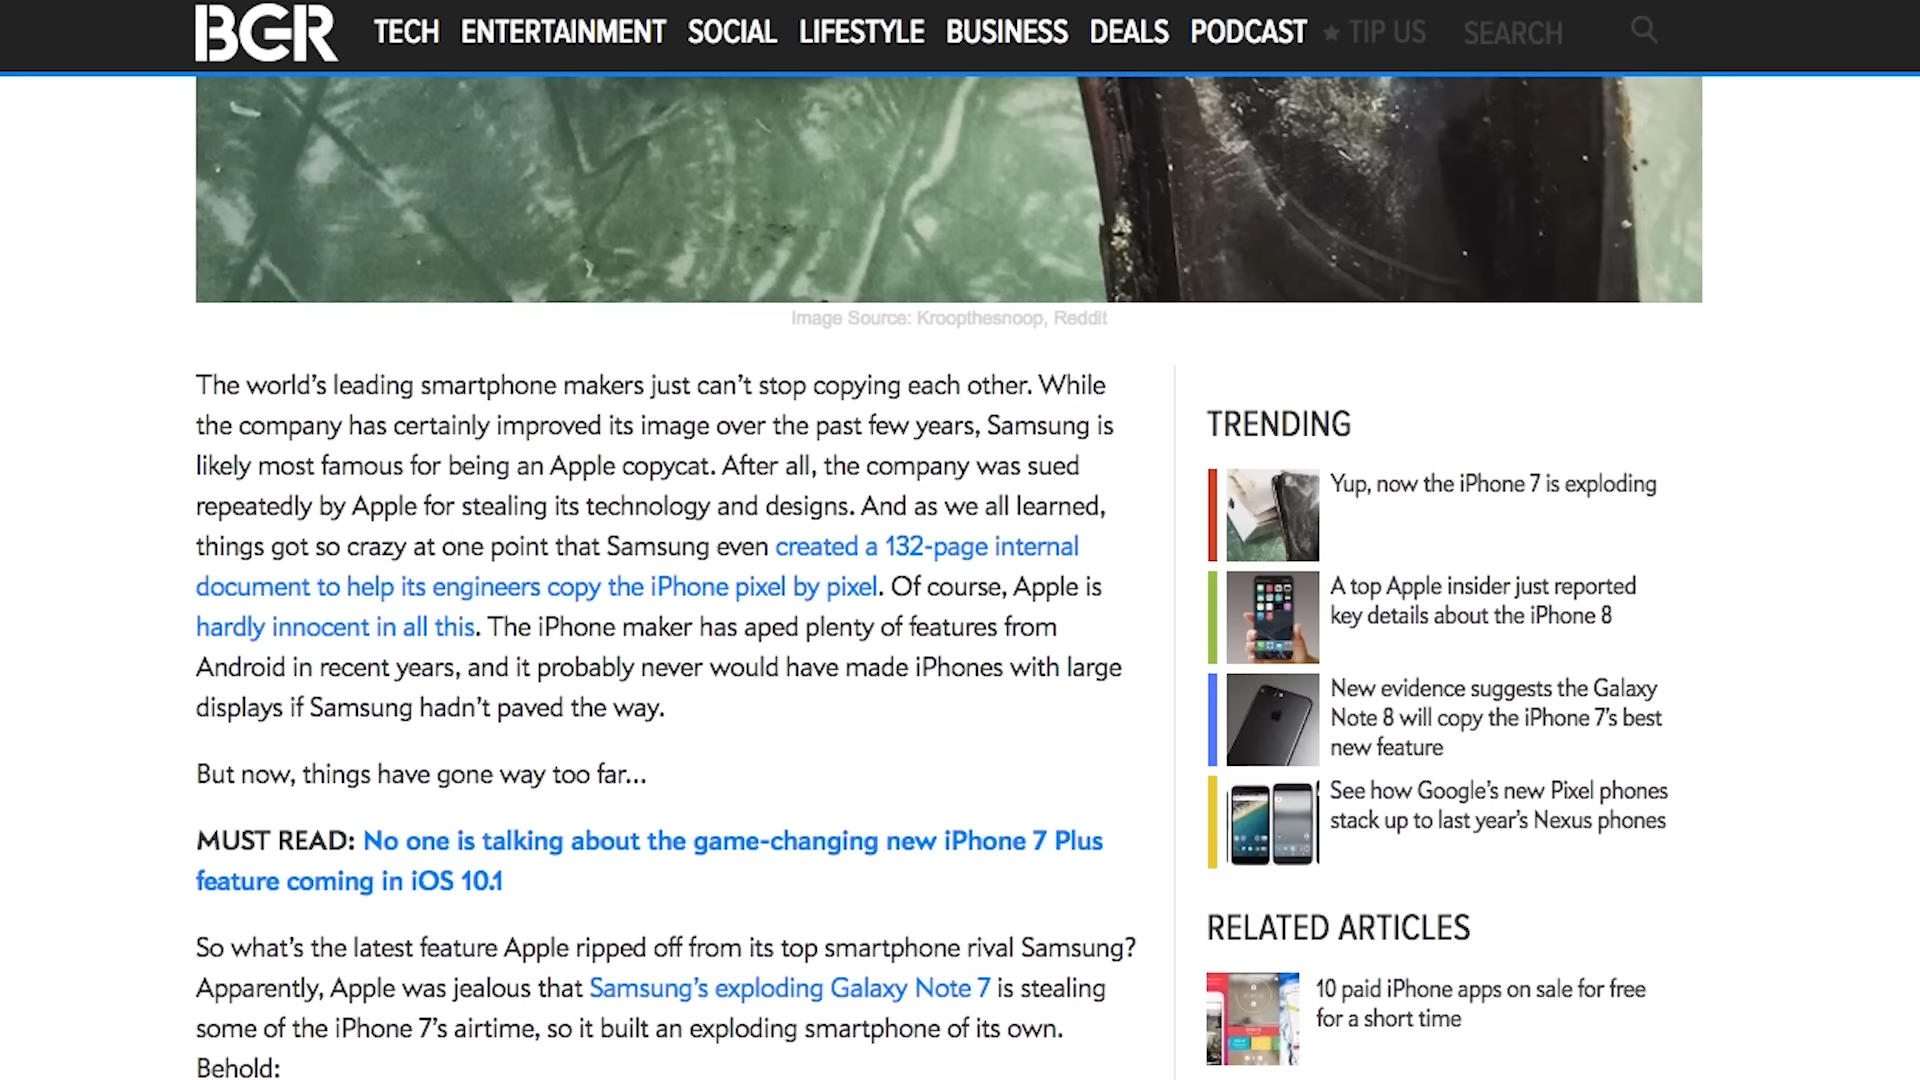 BGR TECH ENTERTAINMENT SOCIAL LIFESTYLE BUSINESS DEALS PODCAST ★ TIP US SEARCH
Image Source: Kroopthesnoop, Reddit
The world's leading smartphone makers just can't stop copying each other. While
the company has certainly improved its image over the past few years, Samsung is
likely most famous for being an Apple copycat. After all, the company was sued
repeatedly by Apple for stealing its technology and designs. And as we all learned,
things got so crazy at one point that Samsung even created a 132-page internal
document to help its engineers copy the iPhone pixel by pixel. Of course, Apple is
hardly innocent in all this. The iPhone maker has aped plenty of features from
Android in recent years, and it probably never would have made iPhones with large
displays if Samsung hadn't paved the way.
But now, things have gone way too far...
MUST READ: No one is talking about the game-changing new iPhone 7 Plus
feature coming in iOS 10.1
So what's the latest feature Apple ripped off from its top smartphone rival Samsung?
Apparently, Apple was jealous that Samsung's exploding Galaxy Note 7 is stealing
some of the iPhone 7's airtime, so it built an exploding smartphone of its own.
Behold:
TRENDING
Yup, now the iPhone 7 is exploding
A top Apple insider just reported
key details about the iPhone 8
New evidence suggests the Galaxy
Note 8 will copy the iPhone 7's best
new feature
See how Google's new Pixel phones
stack up to last year's Nexus phones
RELATED ARTICLES
10 paid iPhone apps on sale for free
for a short time